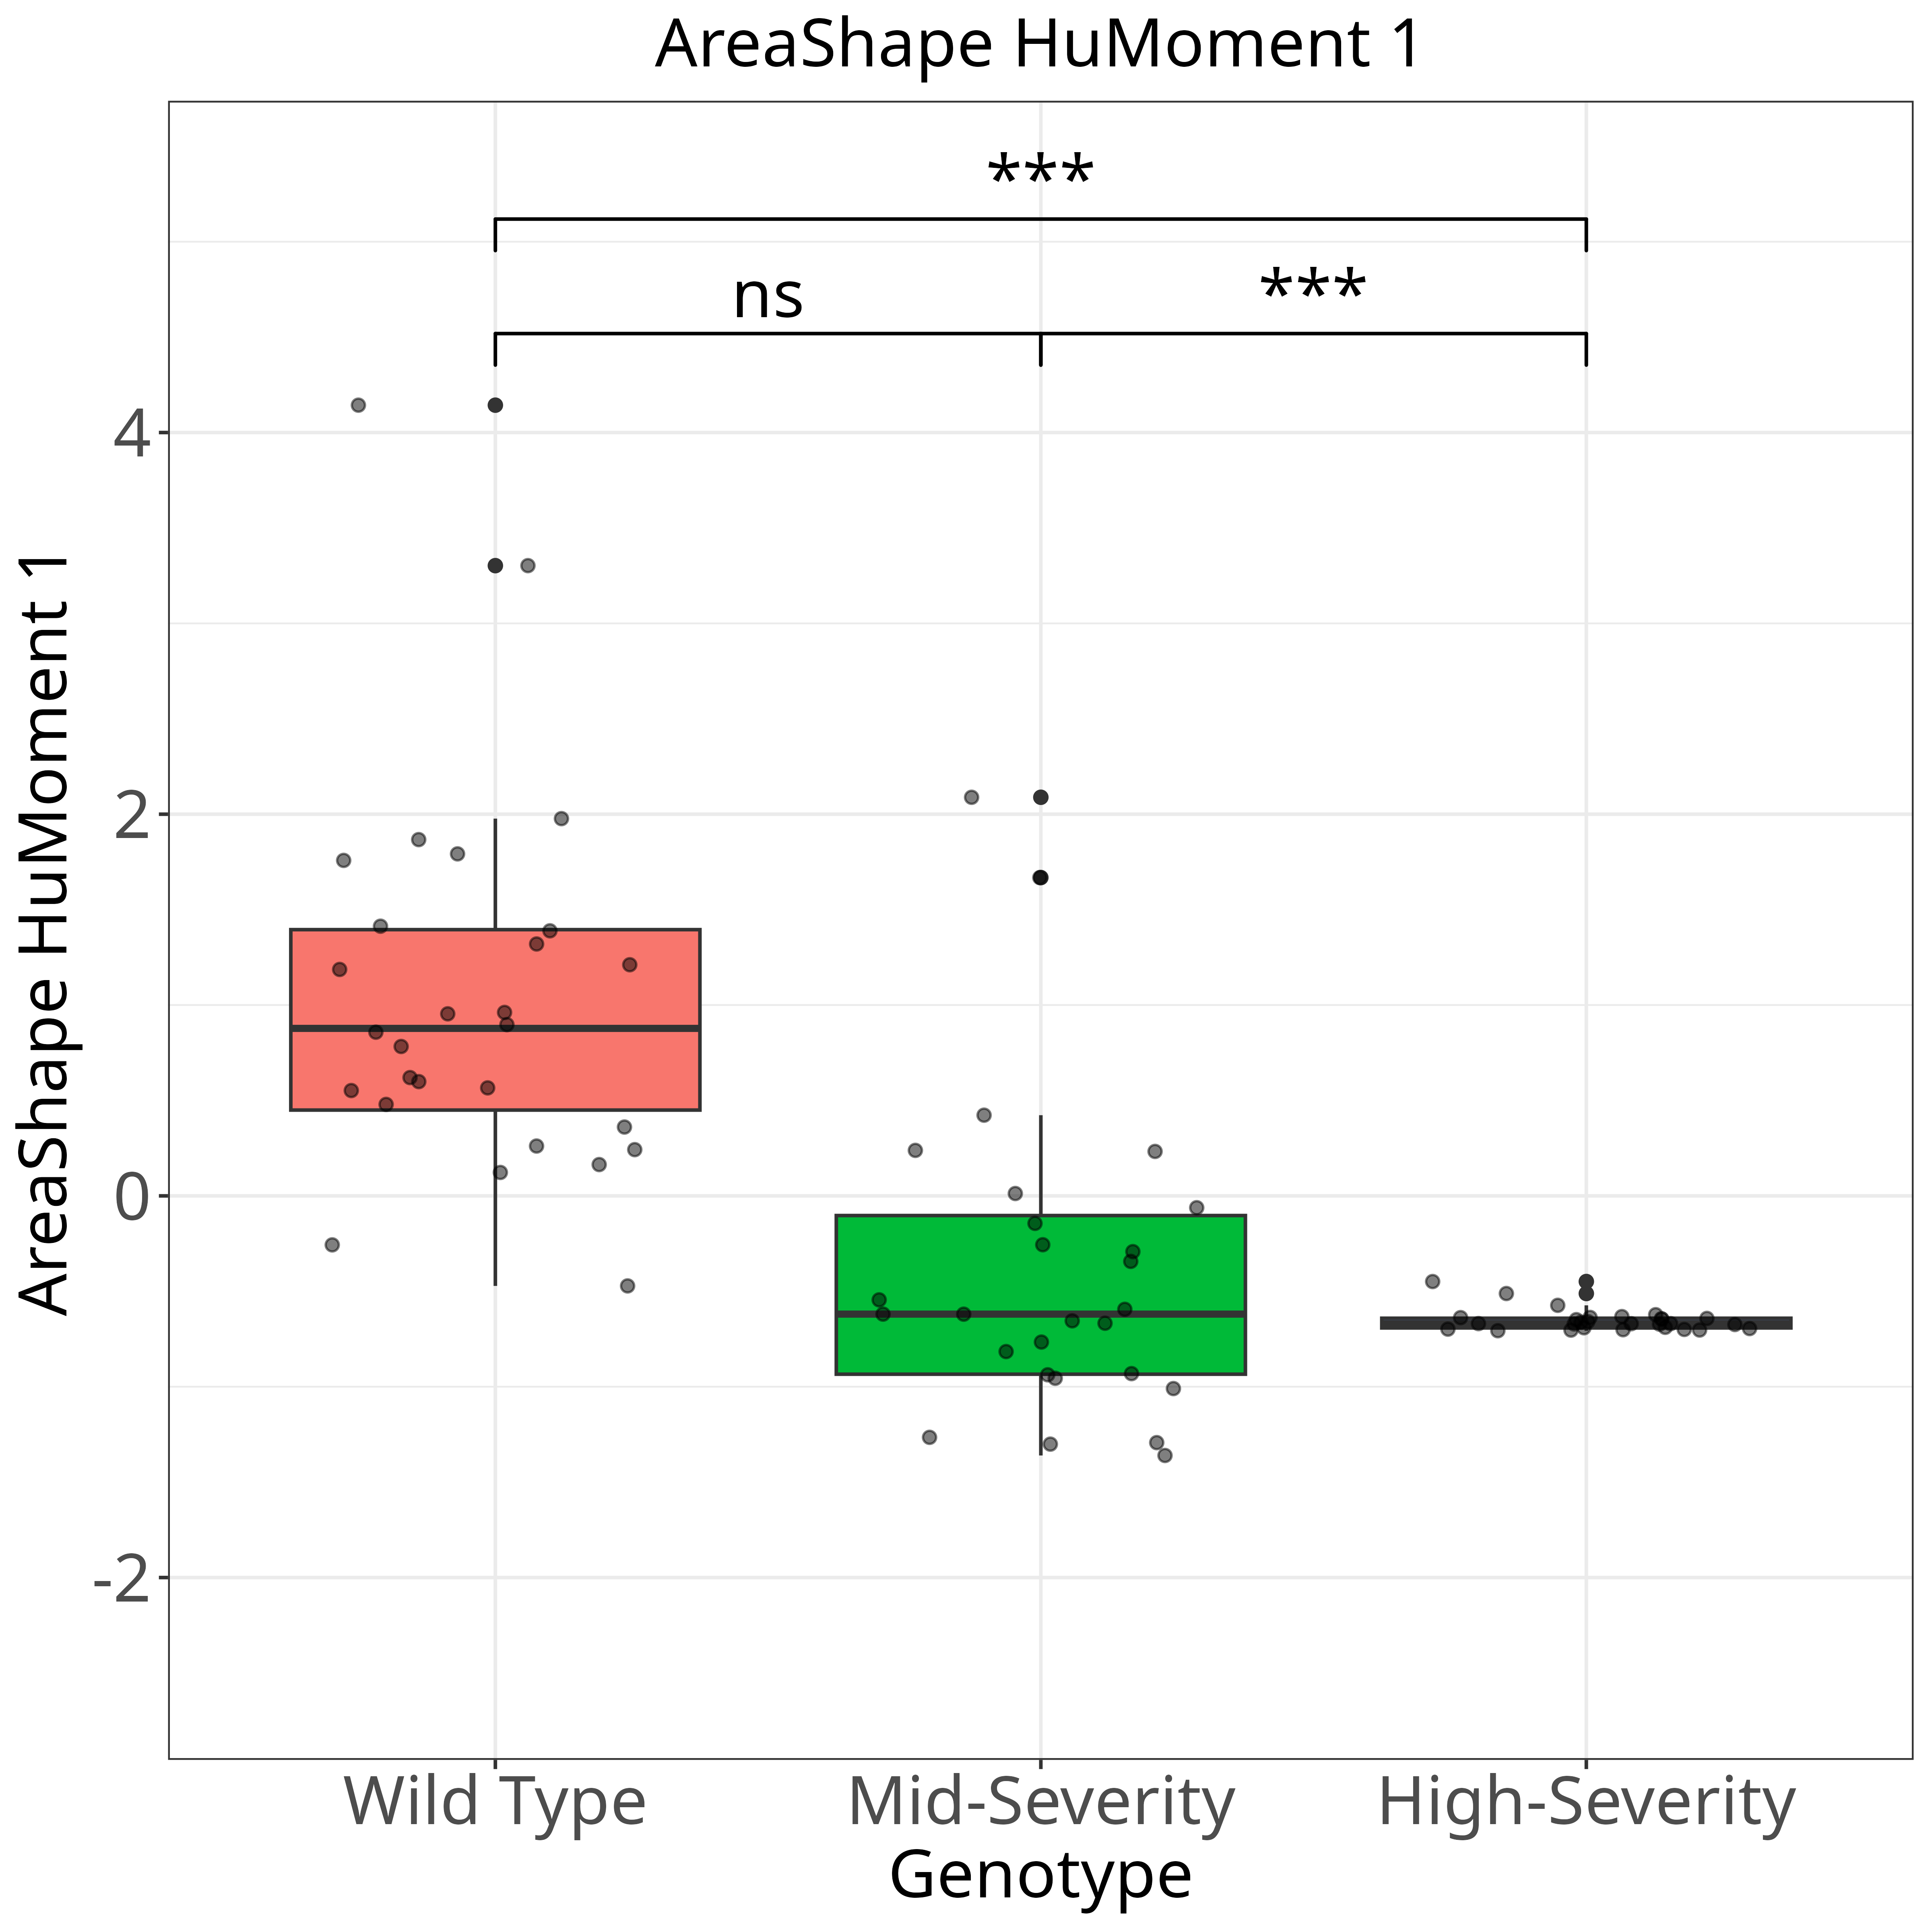 AreaShape HuMoment 1
***
ns
***
AreaShape HuMoment 1
4
2
0
-2
Wild Type
Mid-Severity
High-Severity
Genotype